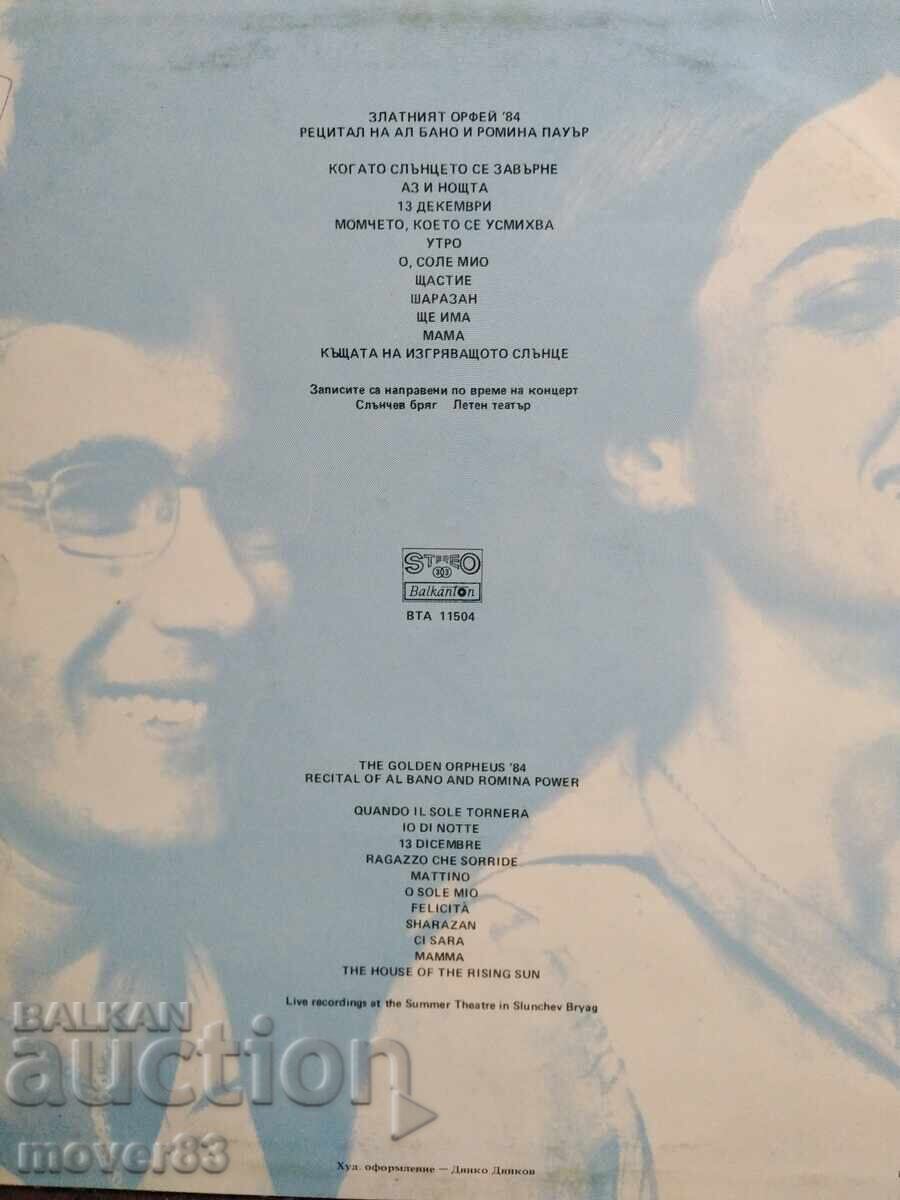 ЗЛАТНИЯТ ОРФЕЙ '84
РЕЦИТАЛ НА АЛ БАНО И РОМИНА ПАУЪР
КОГАТО СЛЪНЦЕТО СЕ ЗАВЪРНЕ
АЗ И НОЩТА
13 ДЕКЕМВРИ
МОМЧЕТО, КОЕТО СЕ УСМИХВА
УТРО
О, СОЛЕ МИО
ЩАСТИЕ
ШАРАЗАН
ЩЕ ИМА
МАМА
КЪЩАТА НА ИЗГРЯВАЩОТО СЛЪНЦЕ
Записите са направени по време на концерт
Слънчев бряг Летен театър
STEREO
33
Balkanton
ВТА 11504
THE GOLDEN ORPHEUS '84
RECITAL OF AL BANO AND ROMINA POWER
QUANDO IL SOLE TORNERA
IO DI NOTTE
13 DICEMBRE
RAGAZZO CHE SORRIDE
MATTINO
O SOLE MIO
FELICITÀ
SHARAZAN
CI SARA
MAMMA
THE HOUSE OF THE RISING SUN
Live recordings at the Summer Theatre in Slunchev Bryag
BALKAN
auction
mover83
Худ. оформление — Динко Динков